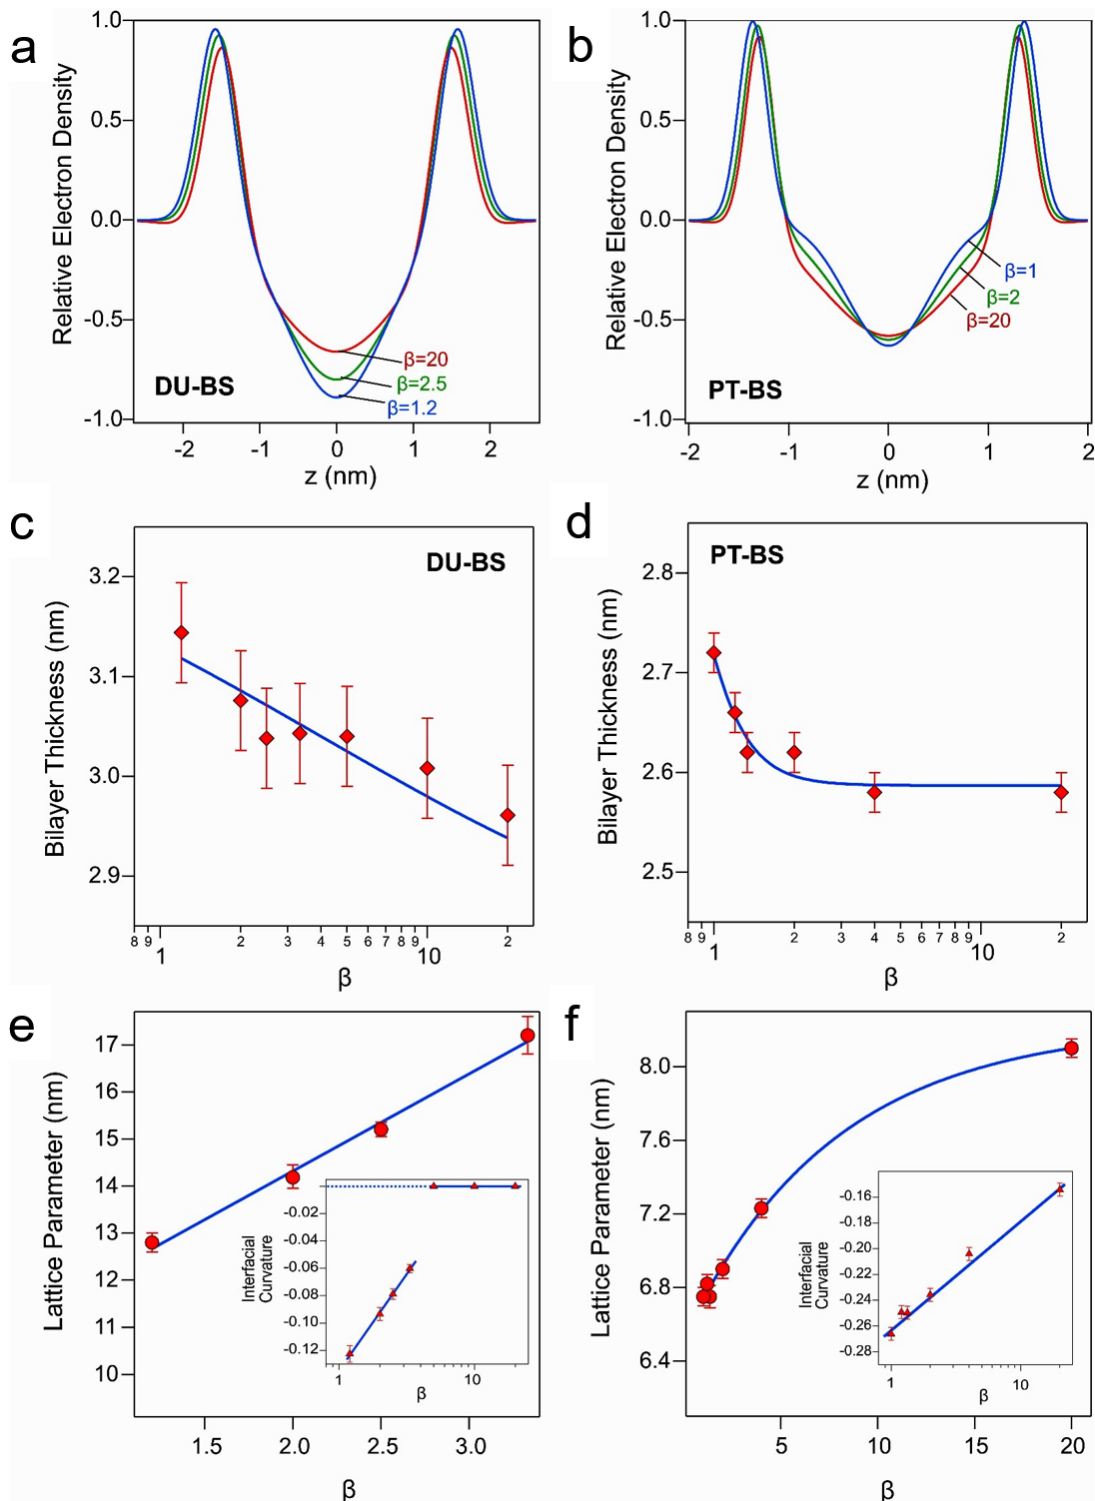 a
1.0
0.5
0.0
-0.5
-1.0
Relative Electron Density
β=20
β=2.5
β=1.2
DU-BS
-2 -1 0 1 2
z (nm)
b
1.0
0.5
0.0
-0.5
-1.0
Relative Electron Density
β=1
β=2
β=20
PT-BS
-2 -1 0 1 2
z (nm)
c
DU-BS
3.2
3.1
3.0
2.9
Bilayer Thickness (nm)
8 9 1 2 3 4 5 6 7 8 9 10 2
β
d
PT-BS
2.8
2.7
2.6
2.5
Bilayer Thickness (nm)
8 9 1 2 3 4 5 6 7 8 9 10 2
β
e
17
16
15
14
13
12
11
10
Lattice Parameter (nm)
-0.02
-0.04
-0.06
-0.08
-0.10
-0.12
Interfacial
Curvature
1 10
β
1.5 2.0 2.5 3.0
β
f
8.0
7.6
7.2
6.8
6.4
Lattice Parameter (nm)
-0.16
-0.18
-0.20
-0.22
-0.24
-0.26
-0.28
Interfacial
Curvature
1 10
β
5 10 15 20
β